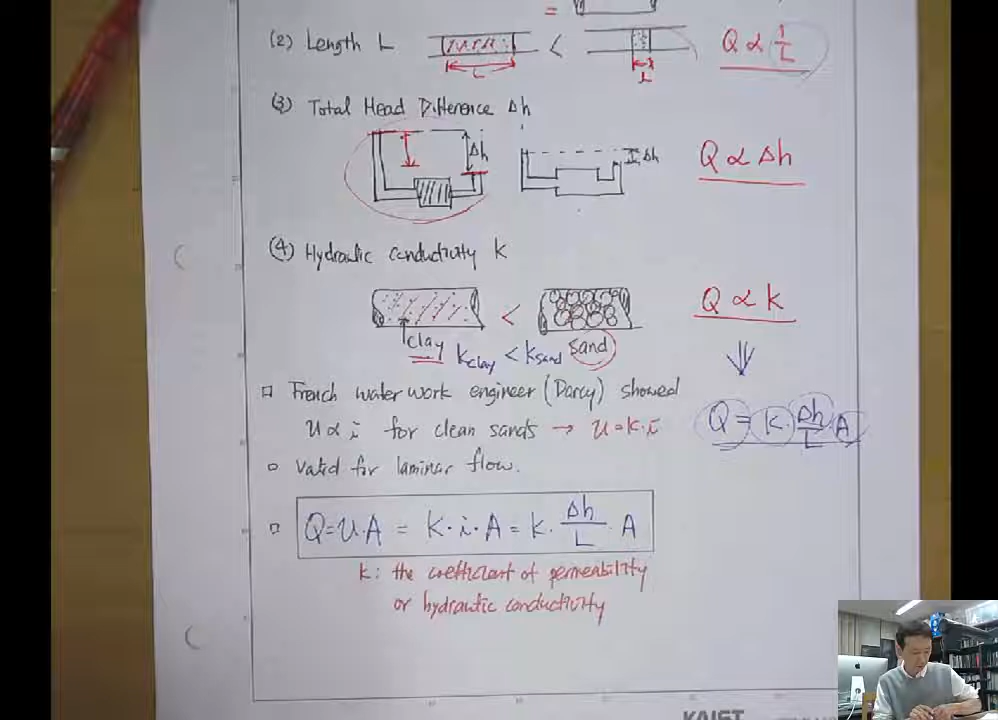 =
(2) Length L < Q ∝ 1/L
L L
(3) Total Head Difference Δh
Δh Δh Q ∝ Δh
(4) Hydraulic Conductivity K
< Q ∝ k
clay Kclay < Ksand sand
□ French water work engineer (Darcy) showed
u ∝ i for clean sands → u = k·i Q = k·Δh/L·A
□ Valid for laminar flow.
□ Q = u·A = K·i·A = k·Δh/L·A
k: the coefficient of permeability
or hydraulic conductivity
KAIST